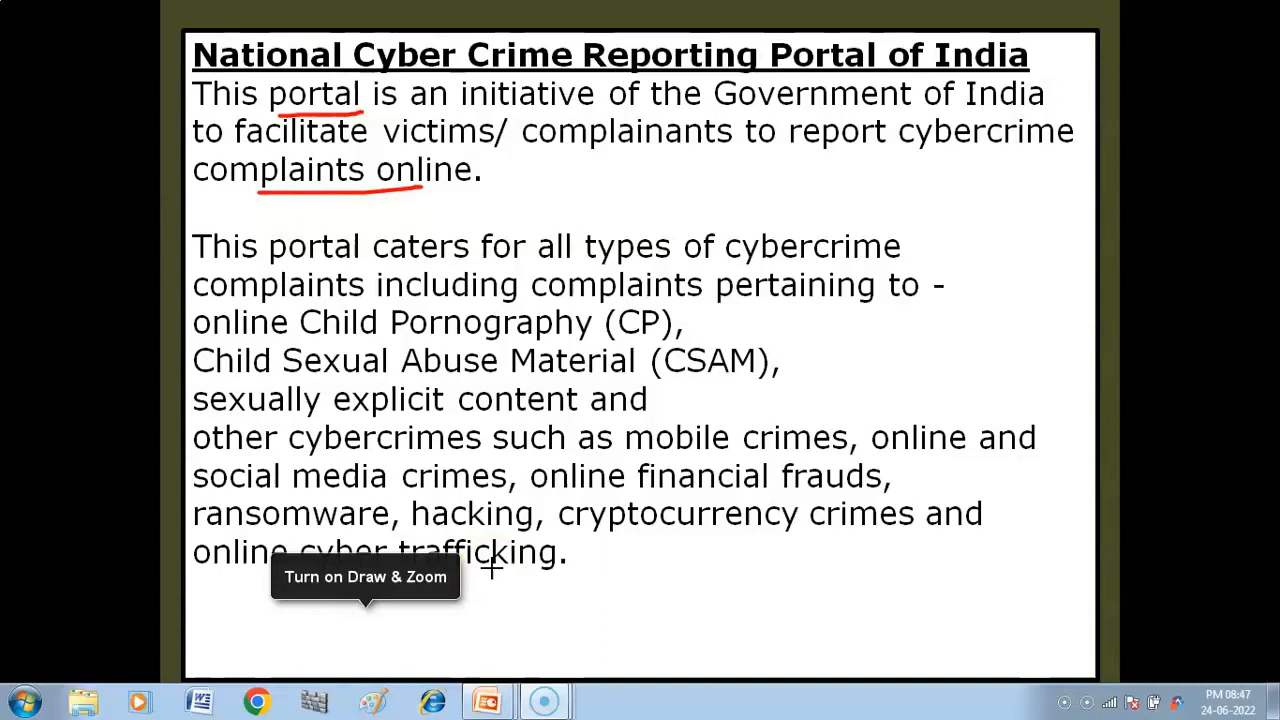 National Cyber Crime Reporting Portal of India
This portal is an initiative of the Government of India
to facilitate victims/ complainants to report cybercrime
complaints online.
This portal caters for all types of cybercrime
complaints including complaints pertaining to -
online Child Pornography (CP),
Child Sexual Abuse Material (CSAM),
sexually explicit content and
other cybercrimes such as mobile crimes, online and
social media crimes, online financial frauds,
ransomware, hacking, cryptocurrency crimes and
online cyber trafficking.
Turn on Draw & Zoom
PM 08:47
24-06-2022